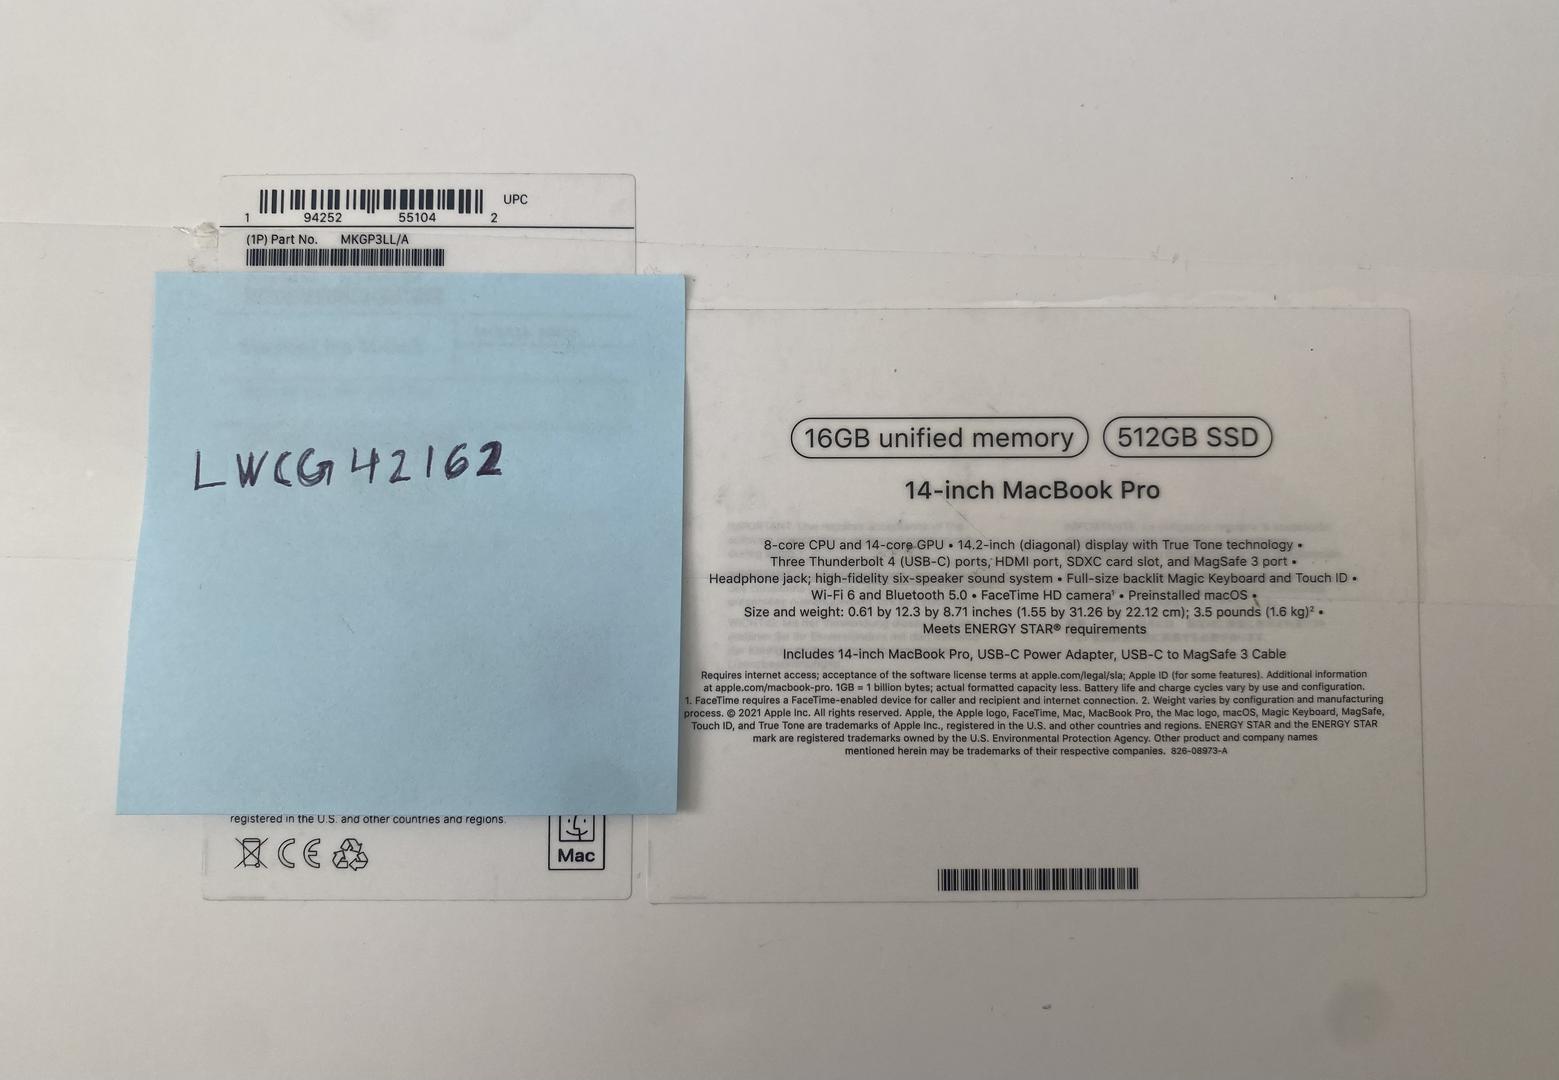 UPC
1 94252 55104 2
(1P) Part No. MKGP3LL/A
LWCG42162
registered in the U.S. and other countries and regions.
CE
Mac
16GB unified memory 512GB SSD
14-inch MacBook Pro
8-core CPU and 14-core GPU • 14.2-inch (diagonal) display with True Tone technology •
Three Thunderbolt 4 (USB-C) ports, HDMI port, SDXC card slot, and MagSafe 3 port •
Headphone jack; high-fidelity six-speaker sound system • Full-size backlit Magic Keyboard and Touch ID •
Wi-Fi 6 and Bluetooth 5.0 • FaceTime HD camera¹ • Preinstalled macOS •
Size and weight: 0.61 by 12.3 by 8.71 inches (1.55 by 31.26 by 22.12 cm); 3.5 pounds (1.6 kg)² •
Meets ENERGY STAR® requirements
Includes 14-inch MacBook Pro, USB-C Power Adapter, USB-C to MagSafe 3 Cable
Requires internet access; acceptance of the software license terms at apple.com/legal/sla; Apple ID (for some features). Additional information
at apple.com/macbook-pro. 1GB = 1 billion bytes; actual formatted capacity less. Battery life and charge cycles vary by use and configuration.
1. FaceTime requires a FaceTime-enabled device for caller and recipient and internet connection. 2. Weight varies by configuration and manufacturing
process. © 2021 Apple Inc. All rights reserved. Apple, the Apple logo, FaceTime, Mac, MacBook Pro, the Mac logo, macOS, Magic Keyboard, MagSafe,
Touch ID, and True Tone are trademarks of Apple Inc., registered in the U.S. and other countries and regions. ENERGY STAR and the ENERGY STAR
mark are registered trademarks owned by the U.S. Environmental Protection Agency. Other product and company names
mentioned herein may be trademarks of their respective companies. 826-08973-A